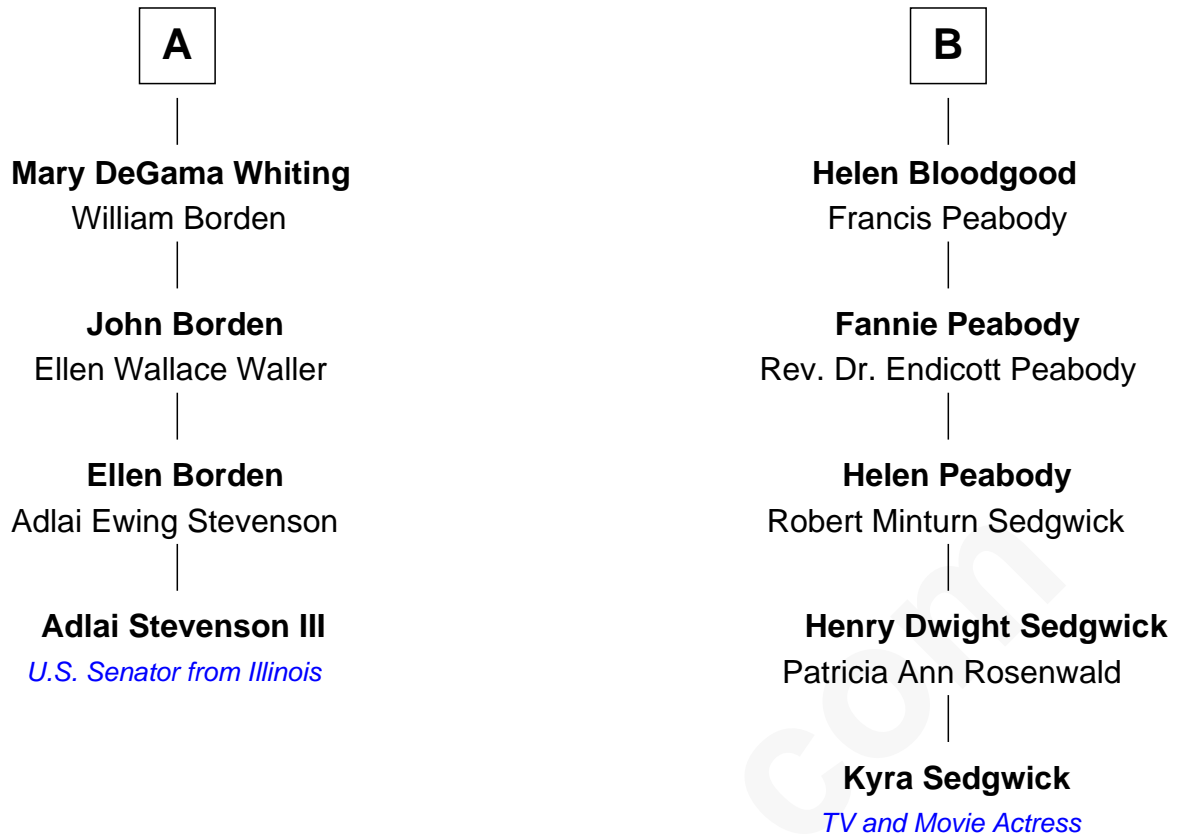 A
Mary DeGama Whiting
William Borden
John Borden
Ellen Wallace Waller
Ellen Borden
Adlai Ewing Stevenson
Adlai Stevenson III
U.S. Senator from Illinois
B
Helen Bloodgood
Francis Peabody
Fannie Peabody
Rev. Dr. Endicott Peabody
Helen Peabody
Robert Minturn Sedgwick
Henry Dwight Sedgwick
Patricia Ann Rosenwald
Kyra Sedgwick
TV and Movie Actress
com